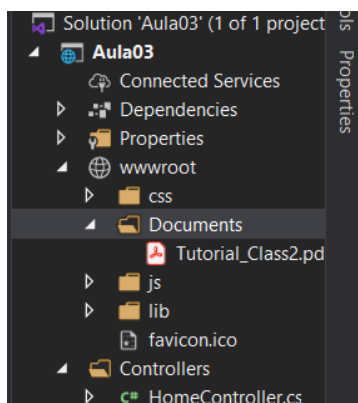 Solution 'Aula03' (1 of 1 project
Aula03
Connected Services
Dependencies
Properties
wwwroot
css
Documents
Tutorial_Class2.pd
js
lib
favicon.ico
Controllers
C# HomeController.cs
ols
Properties